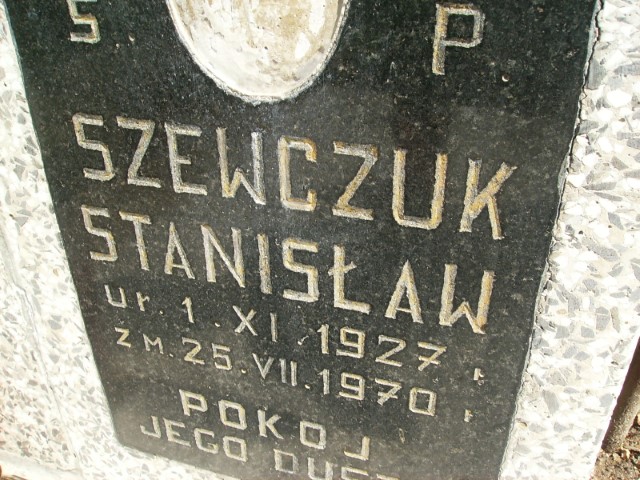 Ś P
SZEWCZUK
STANISŁAW
ur. 1.XI.1927 r.
zm.25.VII.1970 r.
POKOJ
JEGO